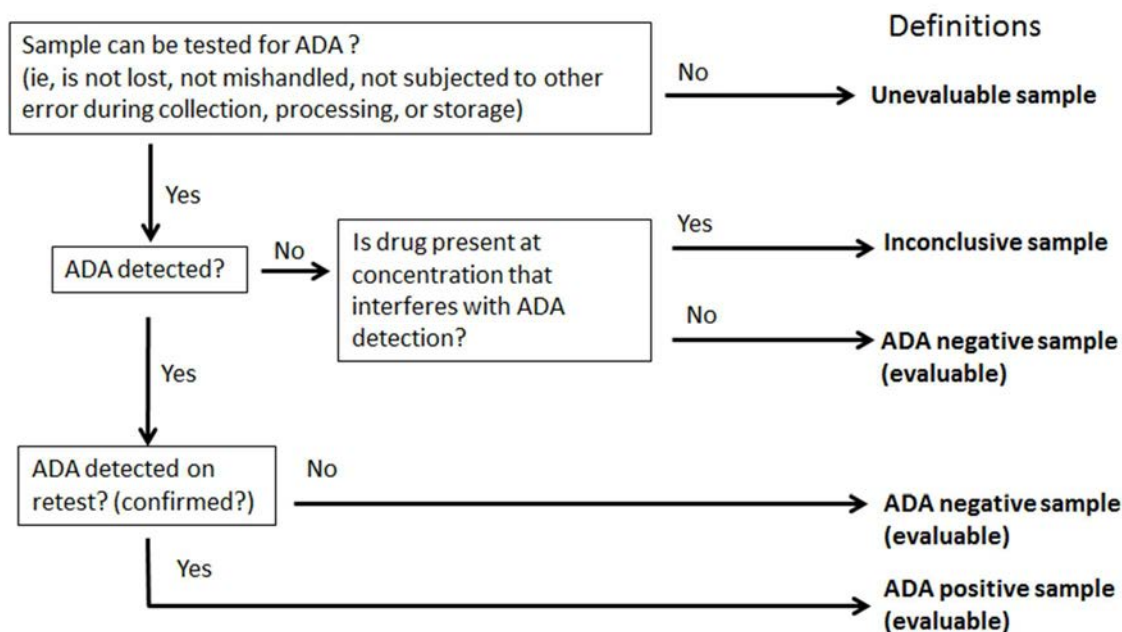 Definitions
Sample can be tested for ADA ?
(ie, is not lost, not mishandled, not subjected to other
error during collection, processing, or storage)
No
Unevaluable sample
Yes
ADA detected?
No
Is drug present at
concentration that
interferes with ADA
detection?
Yes
Inconclusive sample
No
ADA negative sample
(evaluable)
Yes
ADA detected on
retest? (confirmed?)
No
ADA negative sample
(evaluable)
Yes
ADA positive sample
(evaluable)